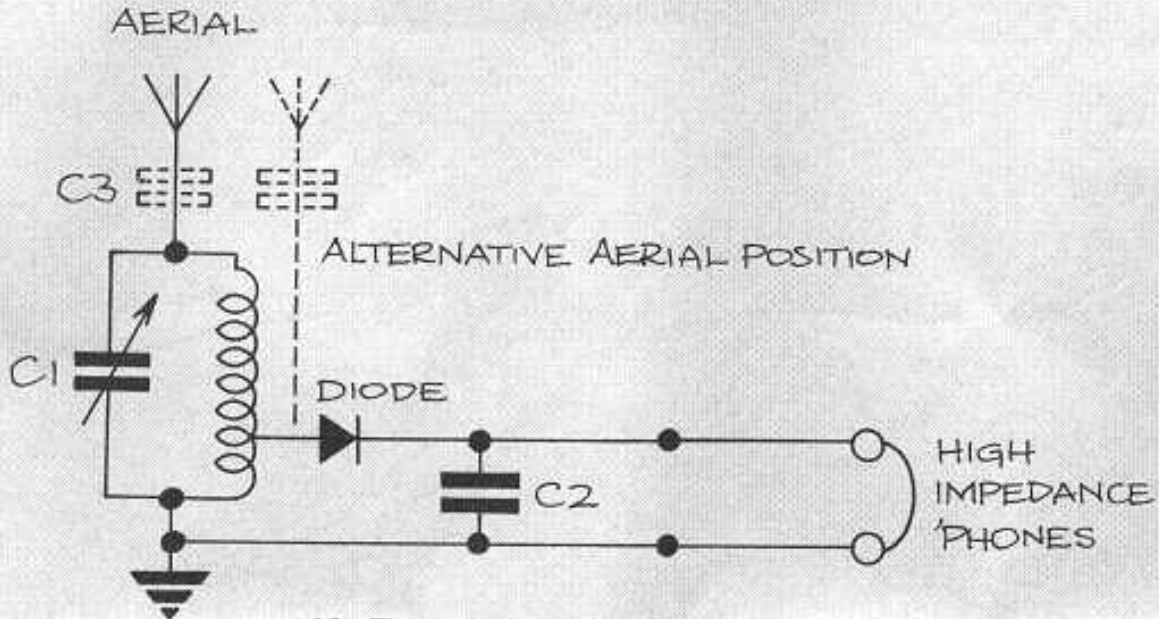 AERIAL
C3
ALTERNATIVE AERIAL POSITION
C1
DIODE
C2
HIGH
IMPEDANCE
'PHONES